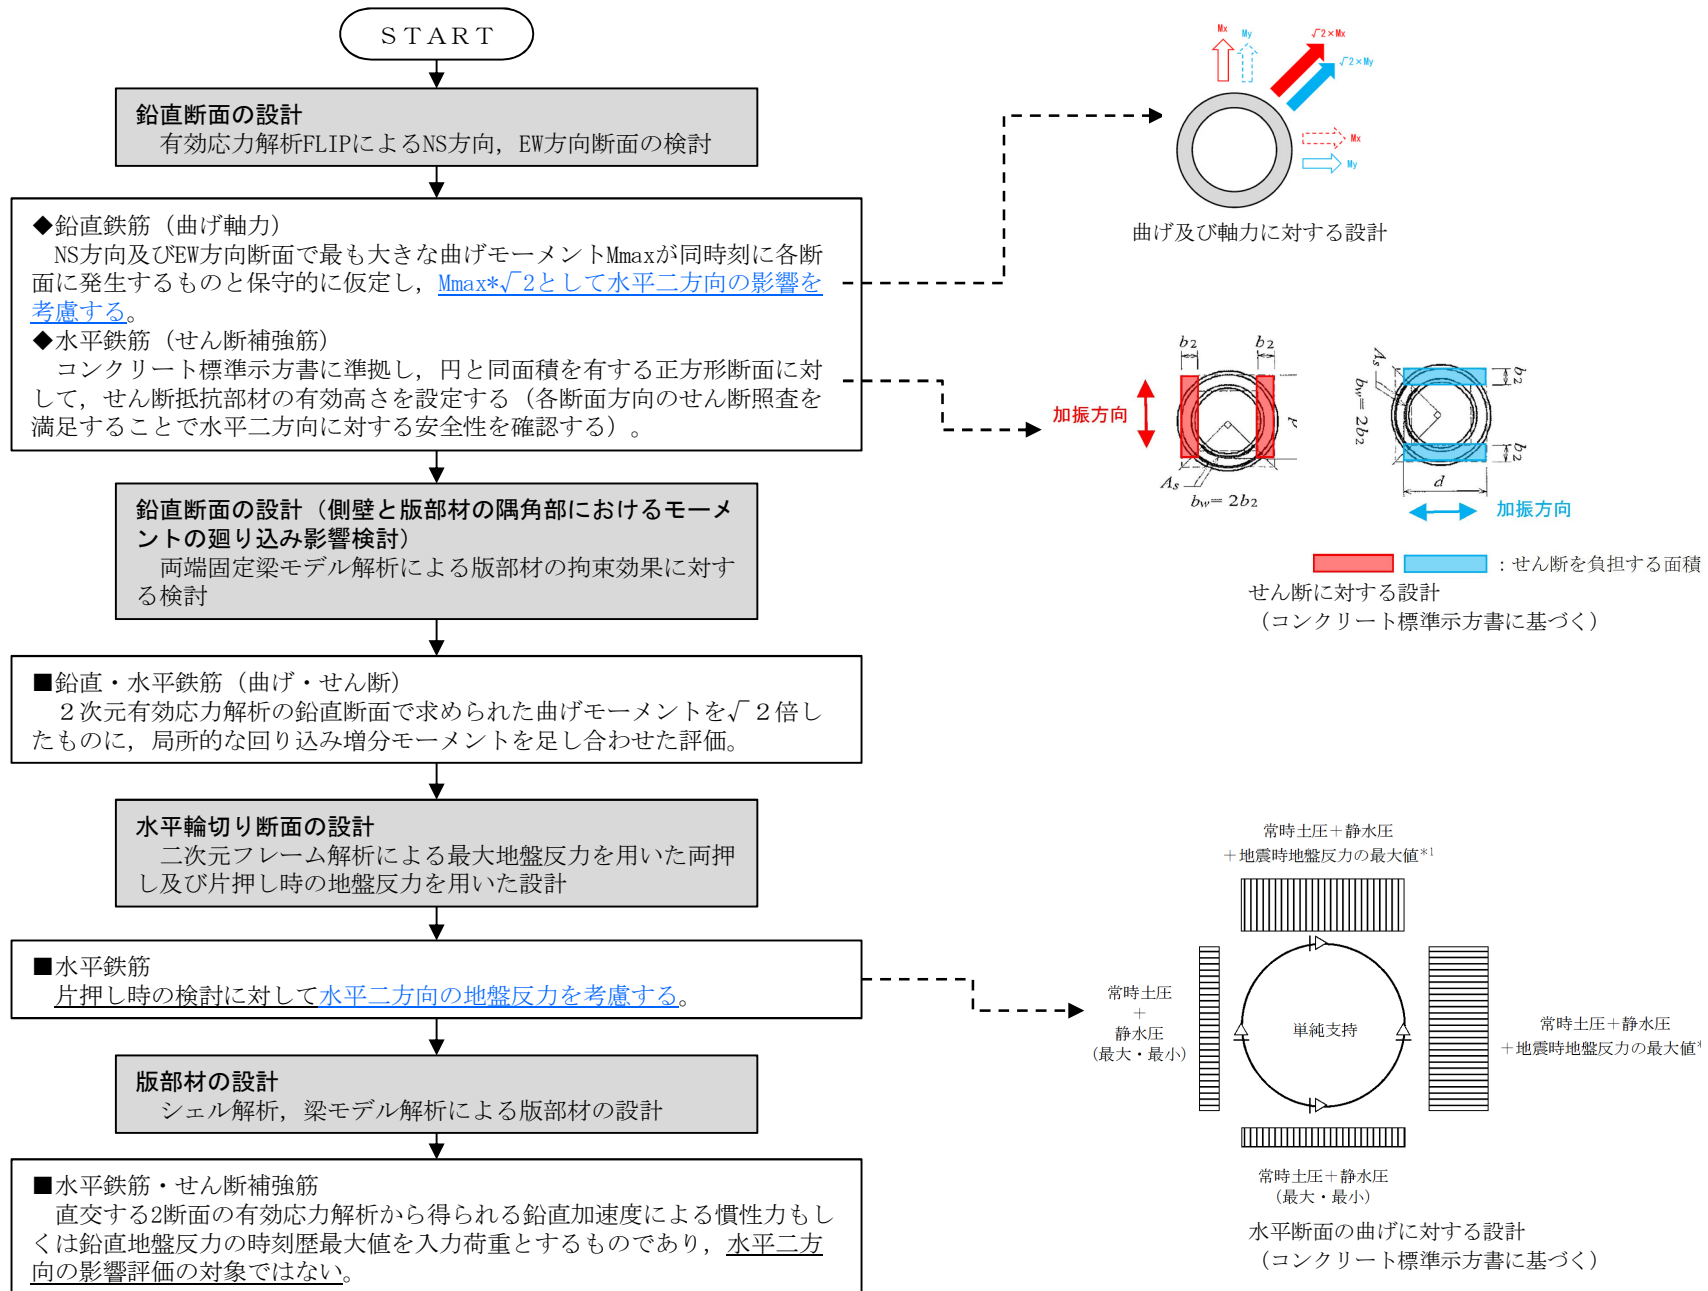 ＳＴＡＲＴ
鉛直断面の設計
有効応力解析FLIPによるNS方向，EW方向断面の検討
◆鉛直鉄筋（曲げ軸力）
NS方向及びEW方向断面で最も大きな曲げモーメントMmaxが同時刻に各断
面に発生するものと保守的に仮定し，Mmax*√2として水平二方向の影響を
考慮する。
◆水平鉄筋（せん断補強筋）
コンクリート標準示方書に準拠し，円と同面積を有する正方形断面に対
して，せん断抵抗部材の有効高さを設定する（各断面方向のせん断照査を
満足することで水平二方向に対する安全性を確認する）。
鉛直断面の設計（側壁と版部材の隅角部におけるモーメ
ントの廻り込み影響検討）
両端固定梁モデル解析による版部材の拘束効果に対す
る検討
■鉛直・水平鉄筋（曲げ・せん断）
２次元有効応力解析の鉛直断面で求められた曲げモーメントを√２倍し
たものに，局所的な回り込み増分モーメントを足し合わせた評価。
水平輪切り断面の設計
二次元フレーム解析による最大地盤反力を用いた両押
し及び片押し時の地盤反力を用いた設計
■水平鉄筋
片押し時の検討に対して水平二方向の地盤反力を考慮する。
版部材の設計
シェル解析，梁モデル解析による版部材の設計
■水平鉄筋・せん断補強筋
直交する2断面の有効応力解析から得られる鉛直加速度による慣性力もし
くは鉛直地盤反力の時刻歴最大値を入力荷重とするものであり，水平二方
向の影響評価の対象ではない。
Mx
My
√2×Mx
√2×My
Mx
My
曲げ及び軸力に対する設計
b2
b2
加振方向
As
bw= 2b2
As
bw= 2b2
b2
b2
d
加振方向
：せん断を負担する面積
せん断に対する設計
（コンクリート標準示方書に基づく）
常時土圧＋静水圧
＋地震時地盤反力の最大値*1
常時土圧
＋
静水圧
(最大・最小)
単純支持
常時土圧＋静水圧
＋地震時地盤反力の最大値*
常時土圧＋静水圧
(最大・最小)
水平断面の曲げに対する設計
（コンクリート標準示方書に基づく）